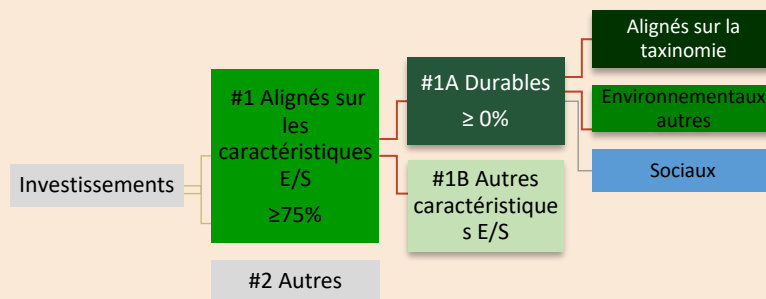 Investissements
#1 Alignés sur
les
caractéristiques
E/S
≥75%
#2 Autres
#1A Durables
≥ 0%
#1B Autres
caractéristique
s E/S
Alignés sur la
taxinomie
Environnementaux
autres
Sociaux